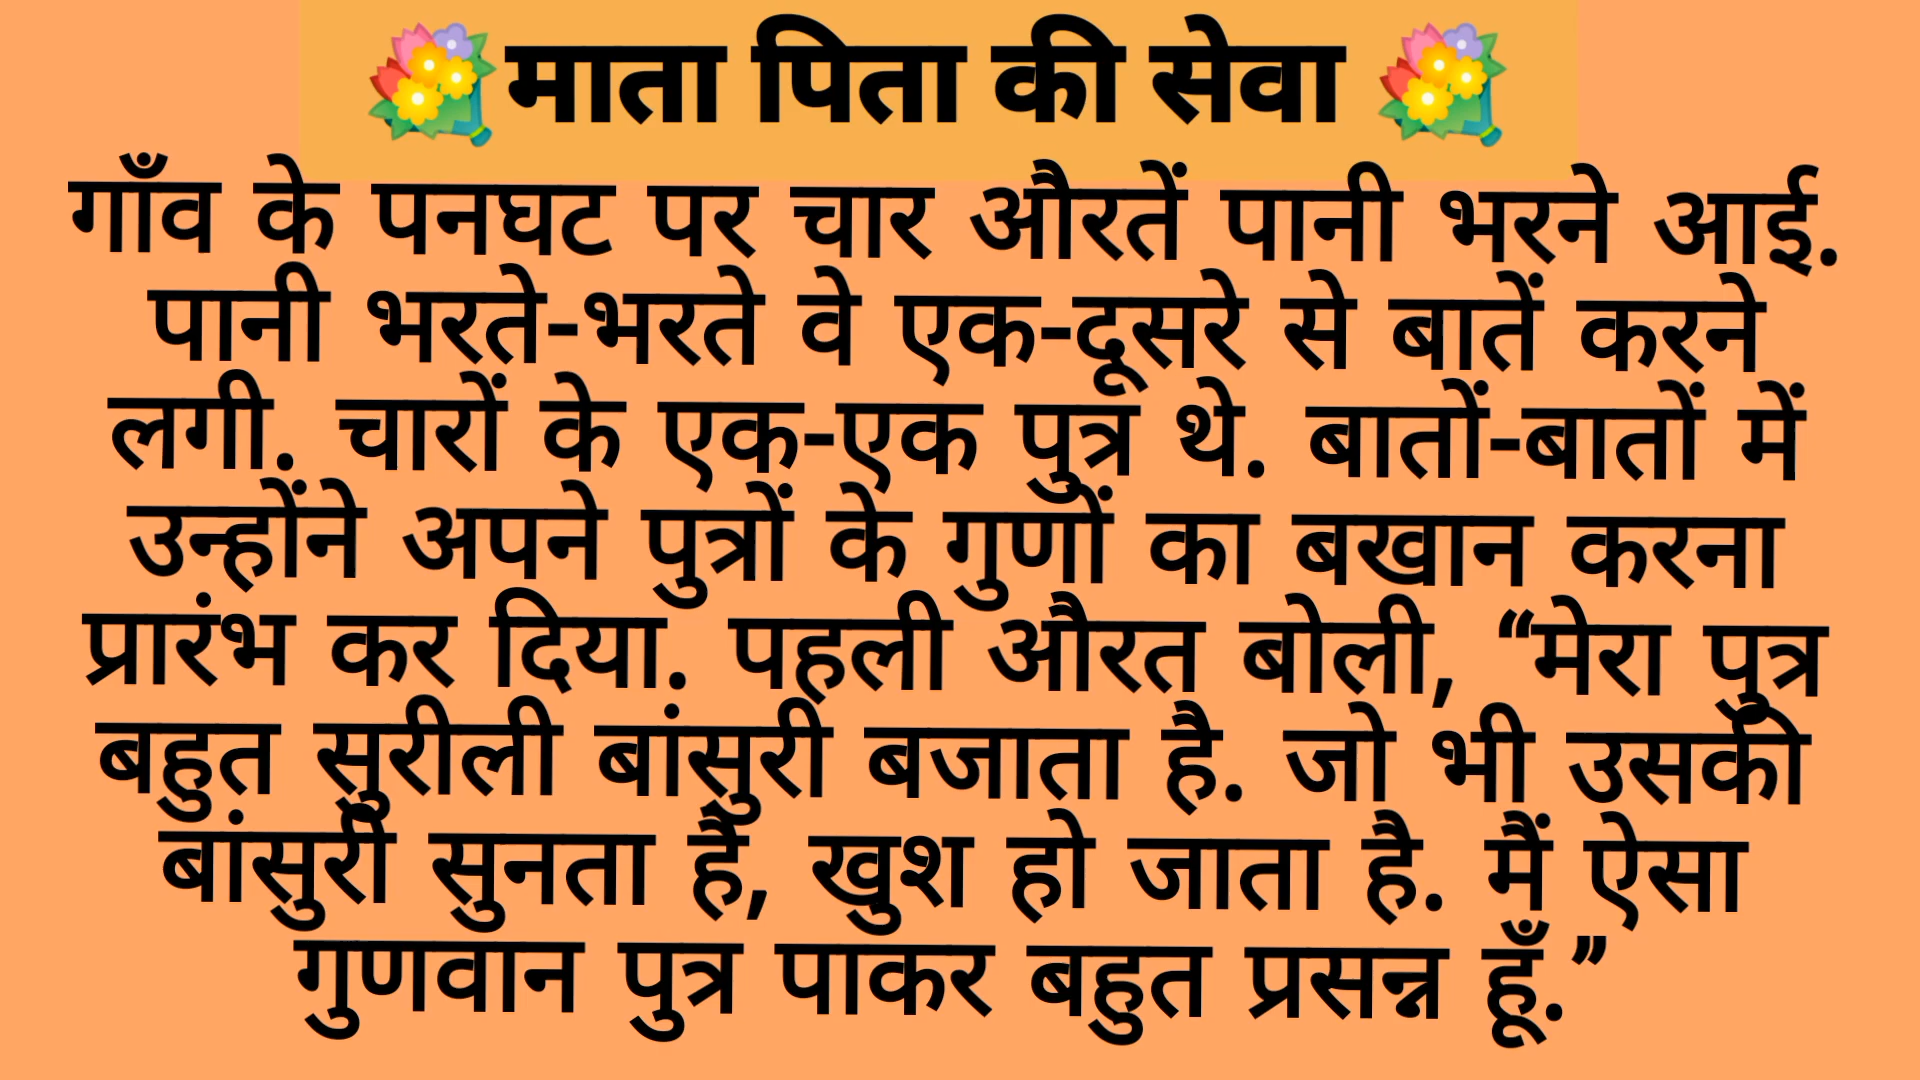 माता पिता की सेवा
गाँव के पनघट पर चार औरतें पानी भरने आई.
पानी भरते-भरते वे एक-दूसरे से बातें करने
लगी. चारों के एक-एक पुत्र थे. बातों-बातों में
उन्होंने अपने पुत्रों के गुणों का बखान करना
प्रारंभ कर दिया. पहली औरत बोली, “मेरा पुत्र
बहुत सुरीली बांसुरी बजाता है. जो भी उसकी
बांसुरी सुनता है, खुश हो जाता है. मैं ऐसा
गुणवान पुत्र पाकर बहुत प्रसन्न हूँ.”